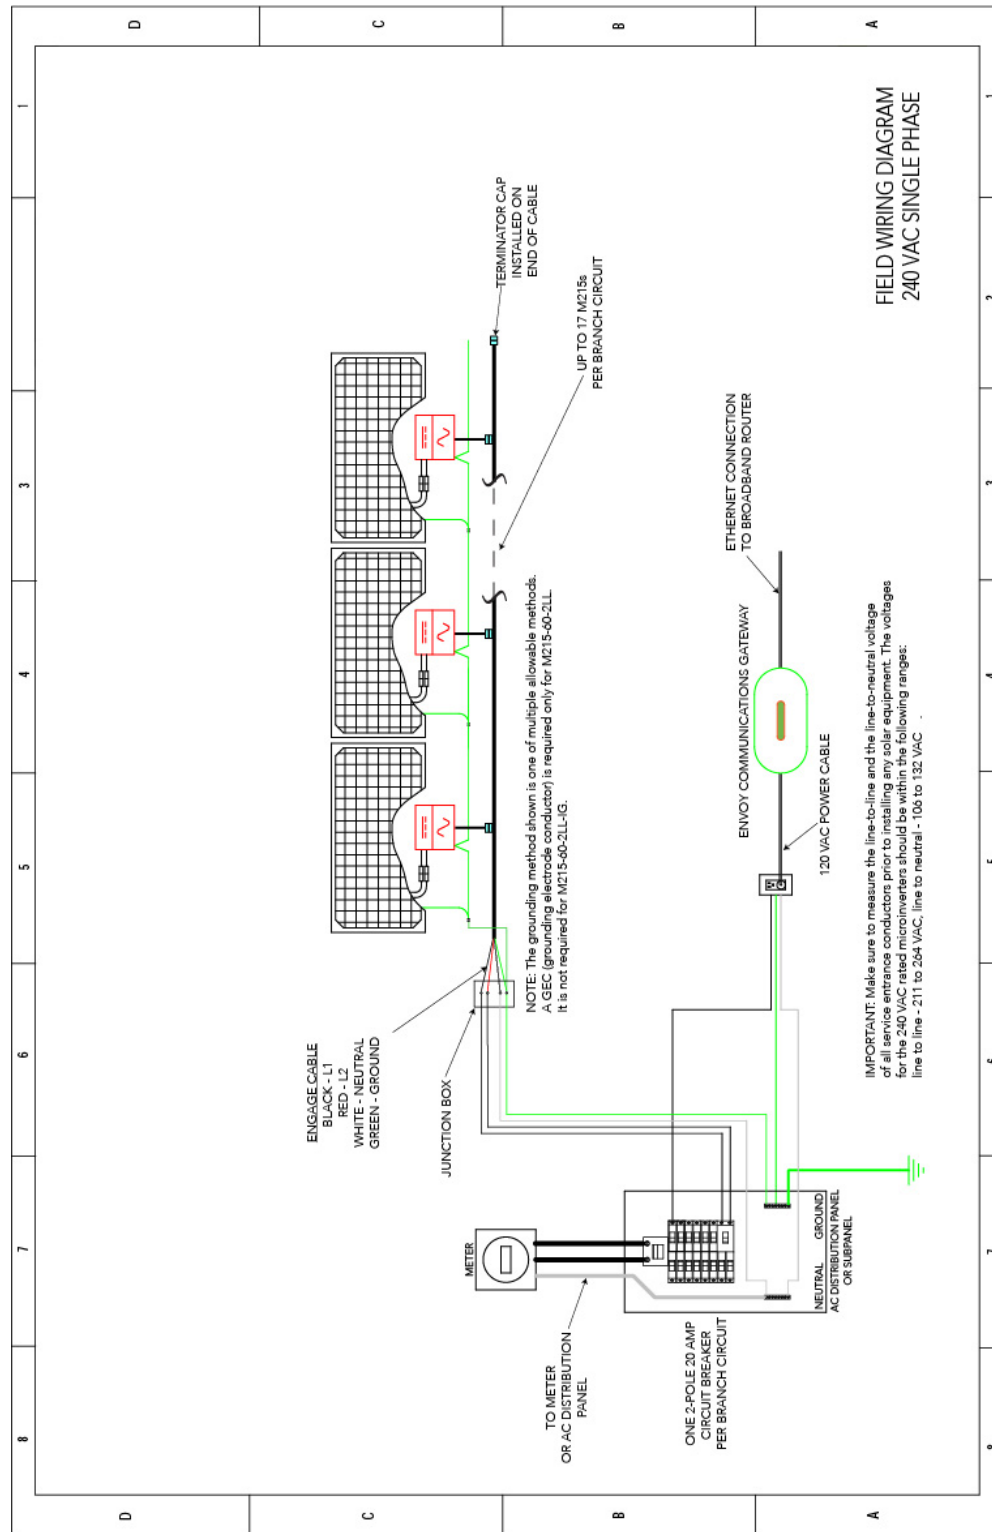 8 7 6 5 4 3 2 1
D
C
B
A
D
C
B
A
ENGAGE CABLE
BLACK - L1
RED - L2
WHITE - NEUTRAL
GREEN - GROUND
JUNCTION BOX
TERMINATOR CAP
INSTALLED ON
END OF CABLE
UP TO 17 M215s
PER BRANCH CIRCUIT
NOTE: The grounding method shown is one of multiple allowable methods.
A GEC (grounding electrode conductor) is required only for M215-60-2LL.
It is not required for M215-60-2LL-IG.
METER
TO METER
OR AC DISTRIBUTION
PANEL
ONE 2-POLE 20 AMP
CIRCUIT BREAKER
PER BRANCH CIRCUIT
NEUTRAL GROUND
AC DISTRIBUTION PANEL
OR SUBPANEL
ENVOY COMMUNICATIONS GATEWAY
ETHERNET CONNECTION
TO BROADBAND ROUTER
120 VAC POWER CABLE
IMPORTANT: Make sure to measure the line-to-line and the line-to-neutral voltage
of all service entrance conductors prior to installing any solar equipment. The voltages
for the 240 VAC rated microinverters should be within the following ranges:
line to line - 211 to 264 VAC, line to neutral - 106 to 132 VAC .
FIELD WIRING DIAGRAM
240 VAC SINGLE PHASE